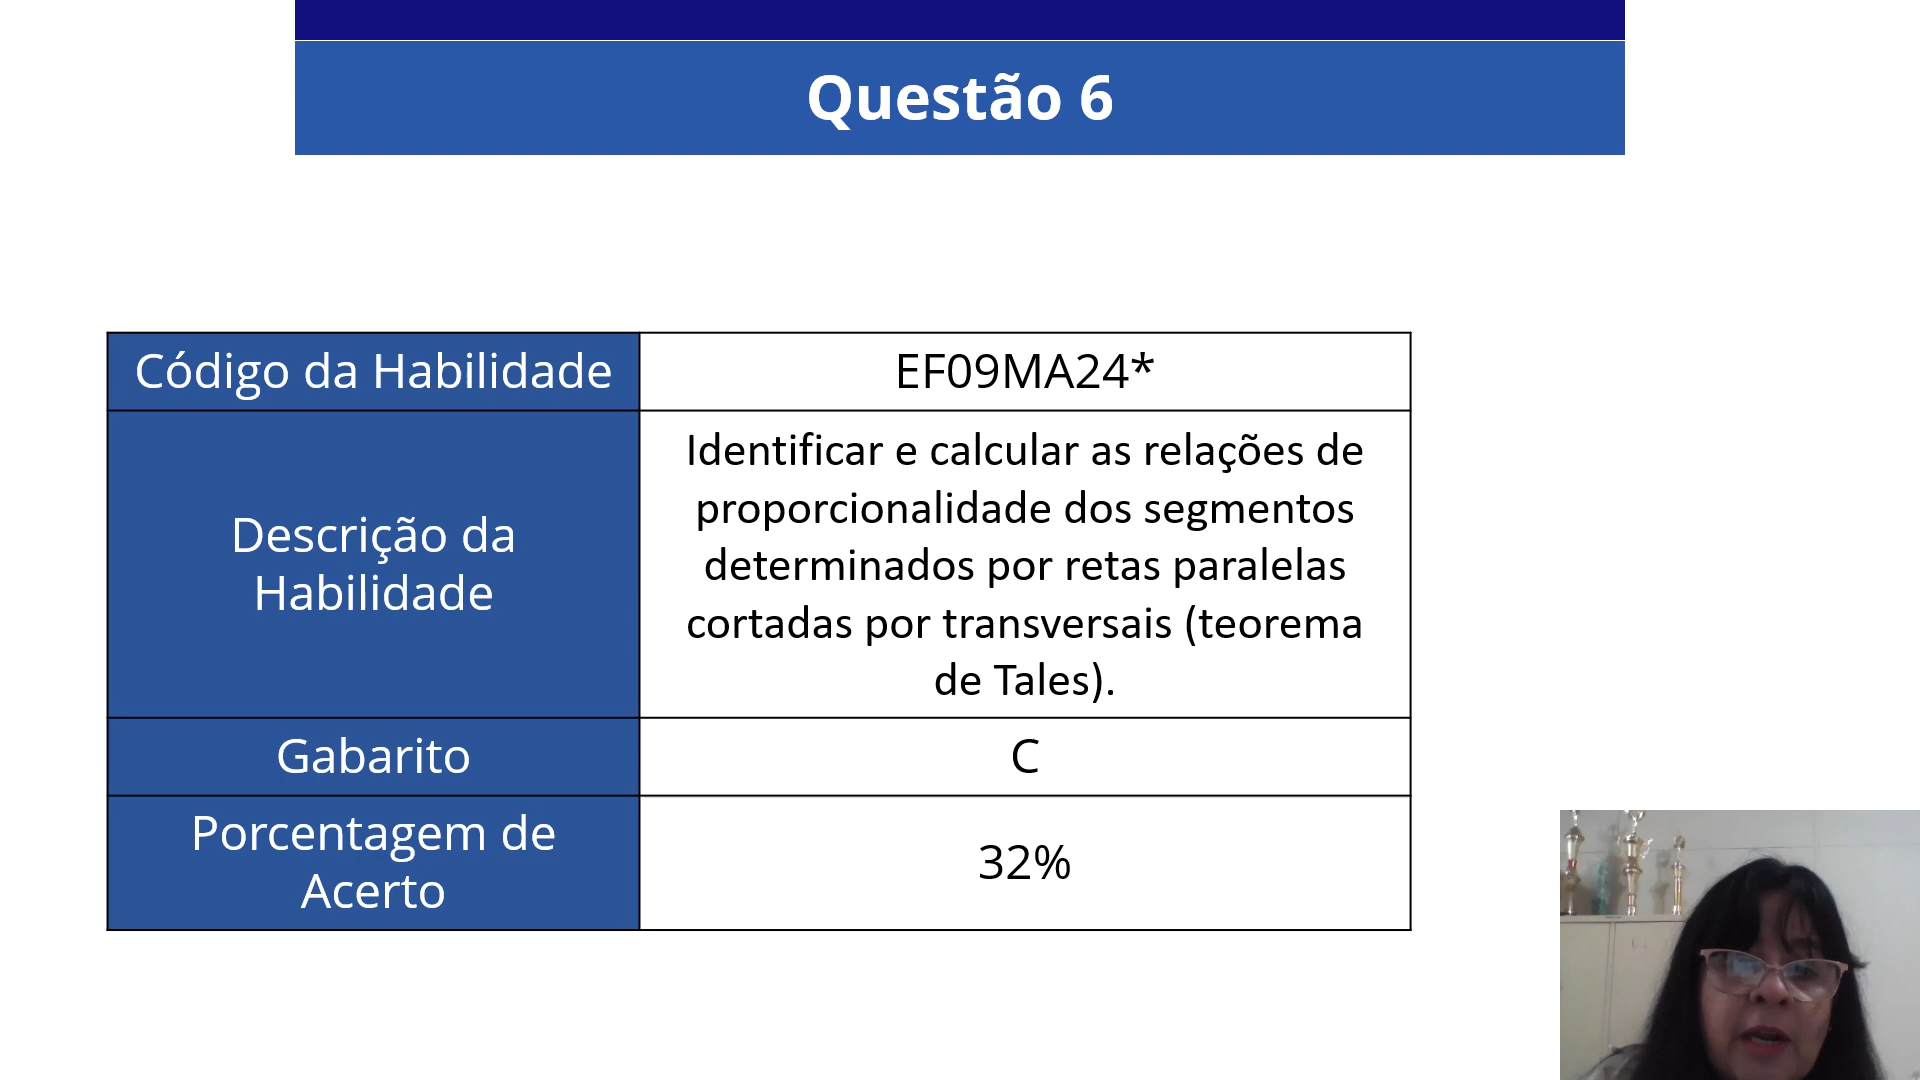 Questão 6
Código da Habilidade
EF09MA24*
Descrição da
Habilidade
Identificar e calcular as relações de
proporcionalidade dos segmentos
determinados por retas paralelas
cortadas por transversais (teorema
de Tales).
Gabarito
C
Porcentagem de
Acerto
32%